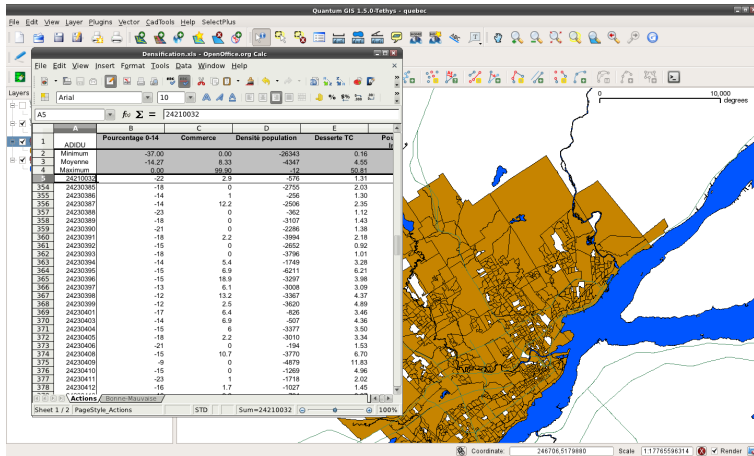 Quantum GIS 1.5.0-Tethys - quebec
File Edit View Layer Plugins Vector CadTools Help SelectPlus
Layers
Densification.xls - OpenOffice.org Calc
File Edit View Insert Format Tools Data Window Help
Arial 10
A5 24210032
A B C D E
1 ADIDU Pourcentage 0-14 Commerce Densité population Desserte TC
2 Minimum -37.00 0.00 -26343 0.16
3 Moyenne -14.27 8.33 -4347 4.55
4 Maximum 0.00 99.90 -12 50.81
5 24210032 -22 2.9 -576 1.31
354 24230385 -18 0 -2755 2.03
355 24230386 -14 1 -256 1.30
356 24230387 -14 12.2 -2506 2.35
357 24230388 -23 0 -362 1.12
358 24230389 -18 0 -3107 1.43
359 24230390 -21 0 -2286 1.38
360 24230391 -18 2.2 -3994 2.18
361 24230392 -15 0 -2652 0.92
362 24230393 -18 0 -3796 1.01
363 24230394 -14 5.4 -1749 3.28
364 24230395 -15 6.9 -6211 6.21
365 24230396 -15 18.9 -3297 3.98
366 24230397 -13 6.1 -3008 3.09
367 24230398 -12 13.2 -3367 4.37
368 24230399 -12 2.5 -3620 4.89
369 24230401 -17 6.4 -826 3.46
370 24230403 -14 6.9 -507 4.36
371 24230404 -15 6 -3377 3.50
372 24230405 -18 2.2 -3010 3.34
373 24230406 -21 0 -194 1.53
374 24230408 -15 10.7 -3770 6.70
375 24230409 -9 0 -4879 11.83
376 24230410 -15 0 -1269 4.96
377 24230411 -23 1 -1718 2.02
378 24230412 -16 1.7 -1027 1.45
Actions Bonne-Mauvaise
Sheet 1 / 2 PageStyle_Actions STD Sum=24210032 100%
0 10,000
degrees
Coordinate: 246706,5179880 Scale 1:17765596314 Render